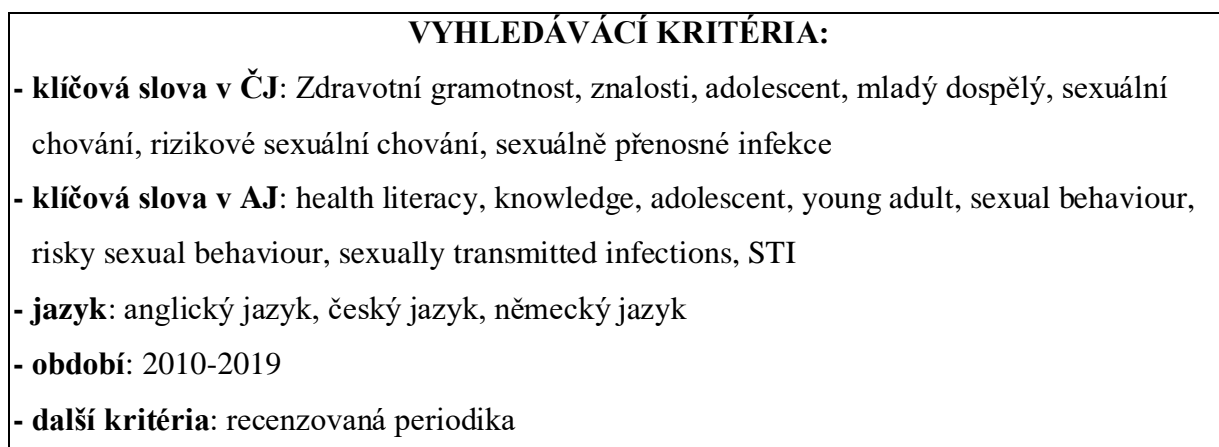 VYHLEDÁVÁCÍ KRITÉRIA:
- klíčová slova v ČJ: Zdravotní gramotnost, znalosti, adolescent, mladý dospělý, sexuální
chování, rizikové sexuální chování, sexuálně přenosné infekce
- klíčová slova v AJ: health literacy, knowledge, adolescent, young adult, sexual behaviour,
risky sexual behaviour, sexually transmitted infections, STI
- jazyk: anglický jazyk, český jazyk, německý jazyk
- období: 2010-2019
- další kritéria: recenzovaná periodika